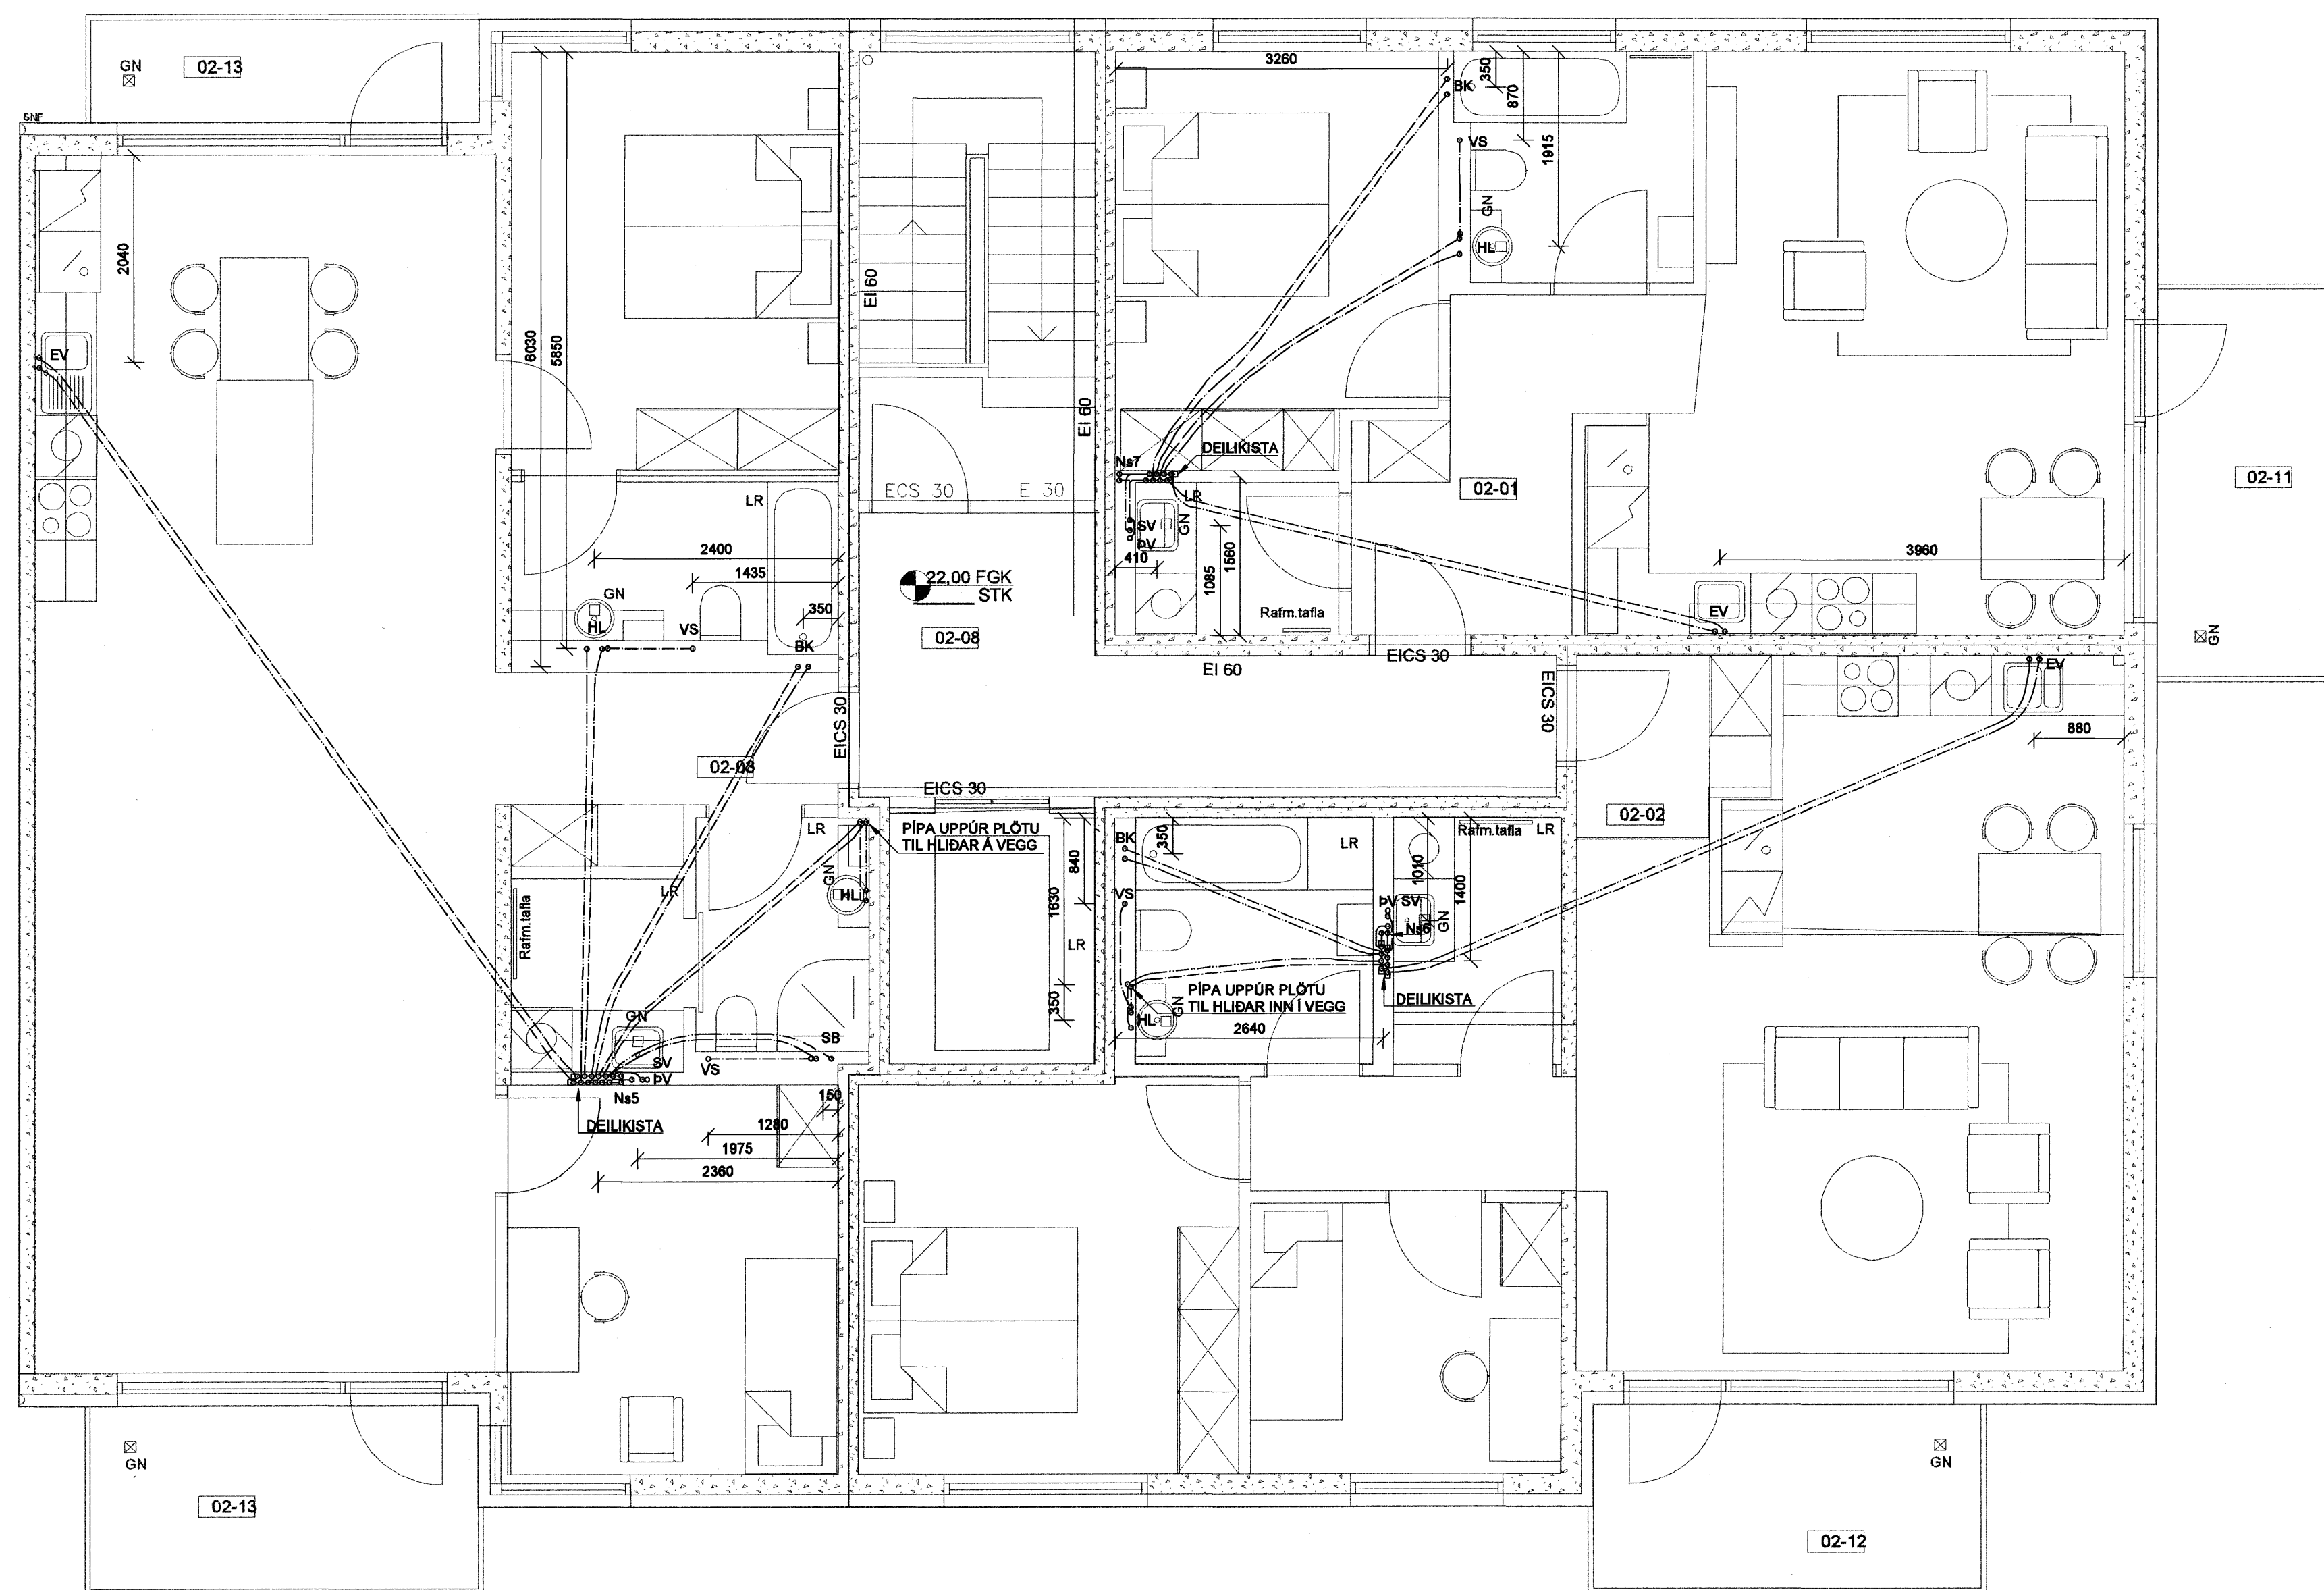 GN
02-13
SNF
2040
EV
6030
5850
EI 60
EI 60
3260
350
BK
870
VS
1915
GN
HL
DEILIKISTA
Ns7
LR
GN
SV
ÞV
410
1085
1560
Rafm.tafla
02-01
3960
EV
02-11
GN
ECS 30
E 30
22,00 FGK
STK
02-08
LR
2400
1435
350
GN
HL
VS
BK
EI 60
EICS 30
EICS 30
EICS 30
EICS 30
EV
880
02-03
02-02
LR
PÍPA UPPÚR PLÖTU
TIL HLIÐAR Á VEGG
GN
HL
LR
Rafm.tafla
840
1630
LR
350
BK
350
LR
Rafm.tafla
LR
1010
1400
VS
ÞV SV
Ns6
GN
PÍPA UPPÚR PLÖTU
TIL HLIÐAR INN Í VEGG
GN
HL
2640
DEILIKISTA
GN
SV
ÞV
VS
SB
Ns5
DEILIKISTA
150
1280
1975
2360
GN
02-13
GN
02-12